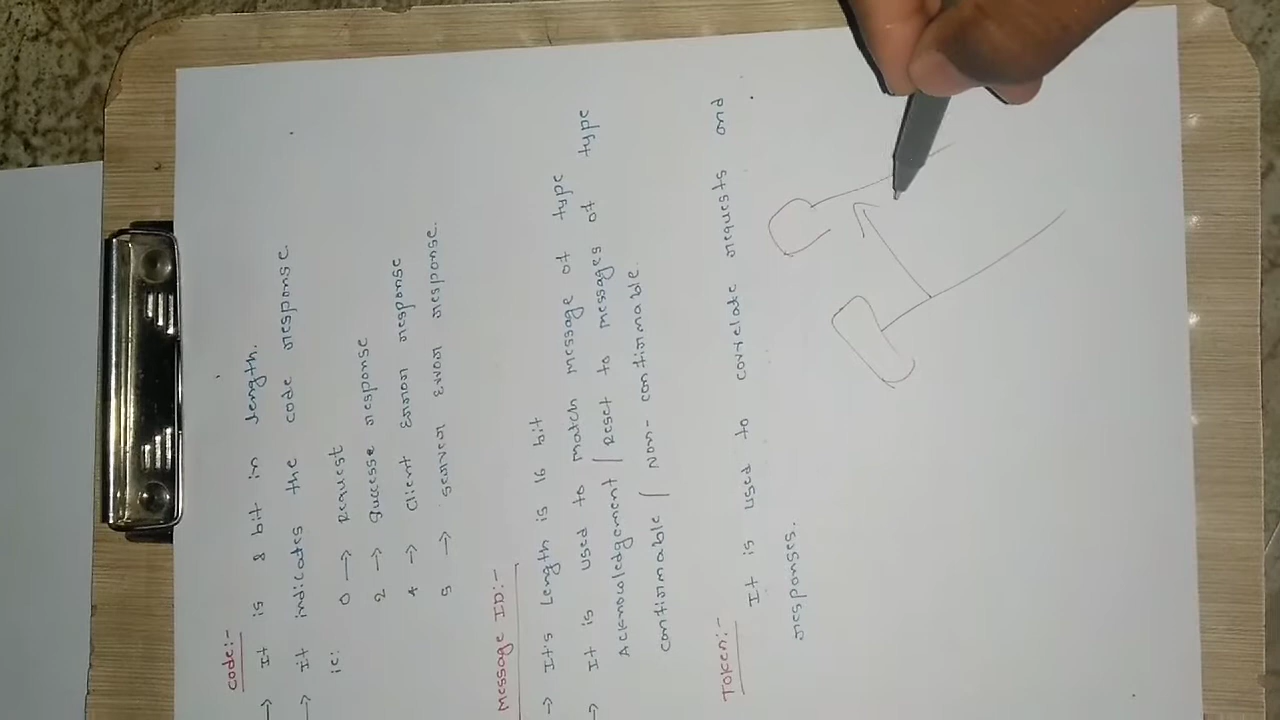 Code:-
→ It is 8 bit in length.
→ It indicates the code response.
ie: 0 → Request
2 → Successe response
4 → Client Error response
5 → Server Error response.
Message ID:-
→ It's Length is 16 bit
→ It is used to match message of type
Acknowledgement / Reset to messages of type
confirmable / Non-confirmable.
Token:-
It is used to correlate requests and
responses.